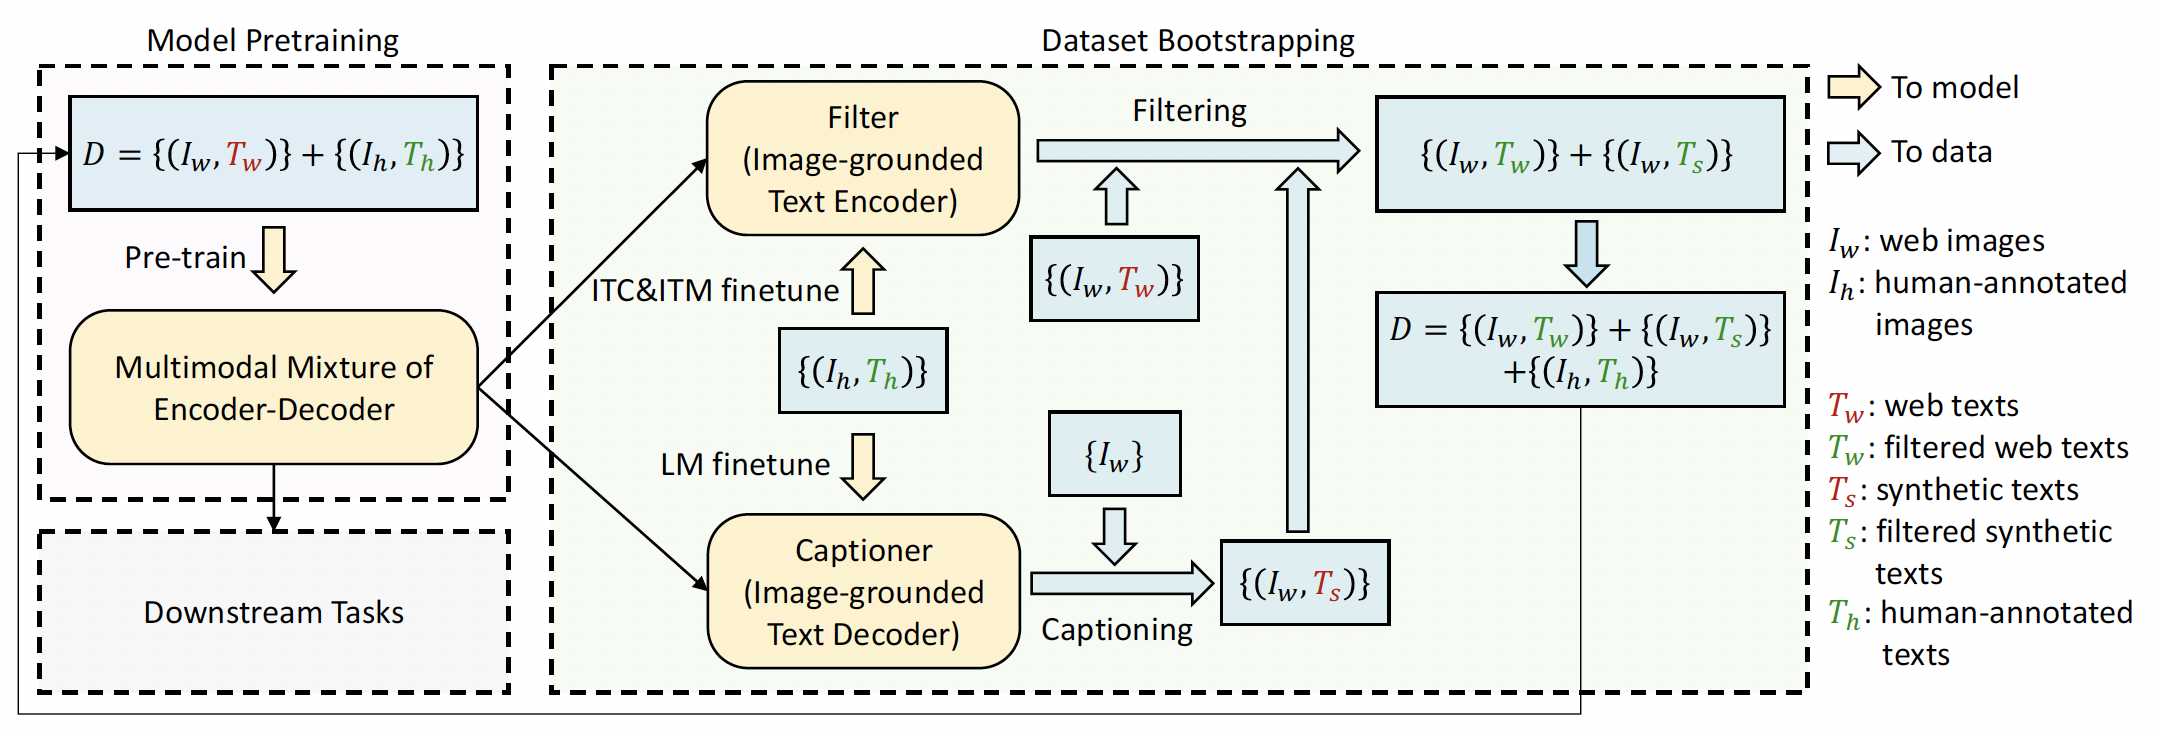 Model Pretraining
D = {(I_w, T_w)} + {(I_h, T_h)}
Pre-train
Multimodal Mixture of
Encoder-Decoder
Downstream Tasks
Dataset Bootstrapping
Filter
(Image-grounded
Text Encoder)
ITC&ITM finetune
{(I_h, T_h)}
LM finetune
Captioner
(Image-grounded
Text Decoder)
Filtering
{(I_w, T_w)}
{I_w}
Captioning
{(I_w, T_s)}
{(I_w, T_w)} + {(I_w, T_s)}
D = {(I_w, T_w)} + {(I_w, T_s)}
+{(I_h, T_h)}
To model
To data
I_w: web images
I_h: human-annotated
images
T_w: web texts
T_w: filtered web texts
T_s: synthetic texts
T_s: filtered synthetic
texts
T_h: human-annotated
texts